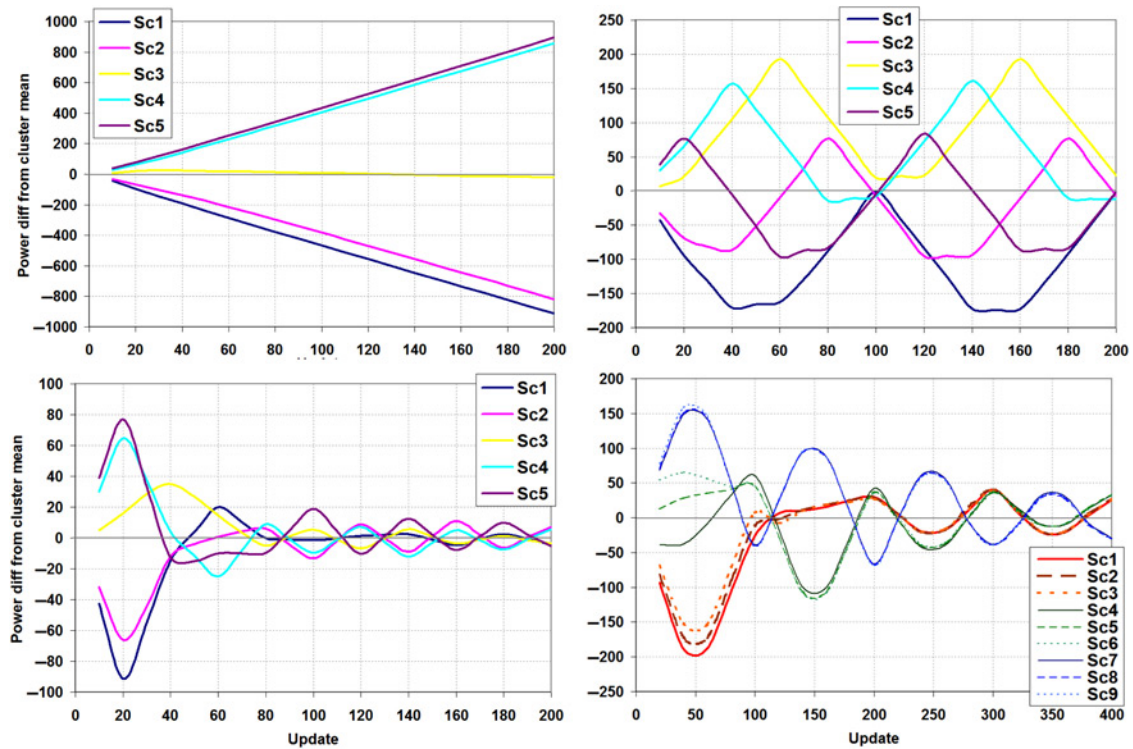 Sc1
Sc2
Sc3
Sc4
Sc5
Power diff from cluster mean
1000
800
600
400
200
0
−200
−400
−600
−800
−1000
0 20 40 60 80 100 120 140 160 180 200
Sc1
Sc2
Sc3
Sc4
Sc5
250
200
150
100
50
0
−50
−100
−150
−200
0 20 40 60 80 100 120 140 160 180 200
Sc1
Sc2
Sc3
Sc4
Sc5
Power diff from cluster mean
100
80
60
40
20
0
−20
−40
−60
−80
−100
0 20 40 60 80 100 120 140 160 180 200
Update
200
150
100
50
0
−50
−100
−150
−200
−250
Sc1
Sc2
Sc3
Sc4
Sc5
Sc6
Sc7
Sc8
Sc9
0 50 100 150 200 250 300 350 400
Update